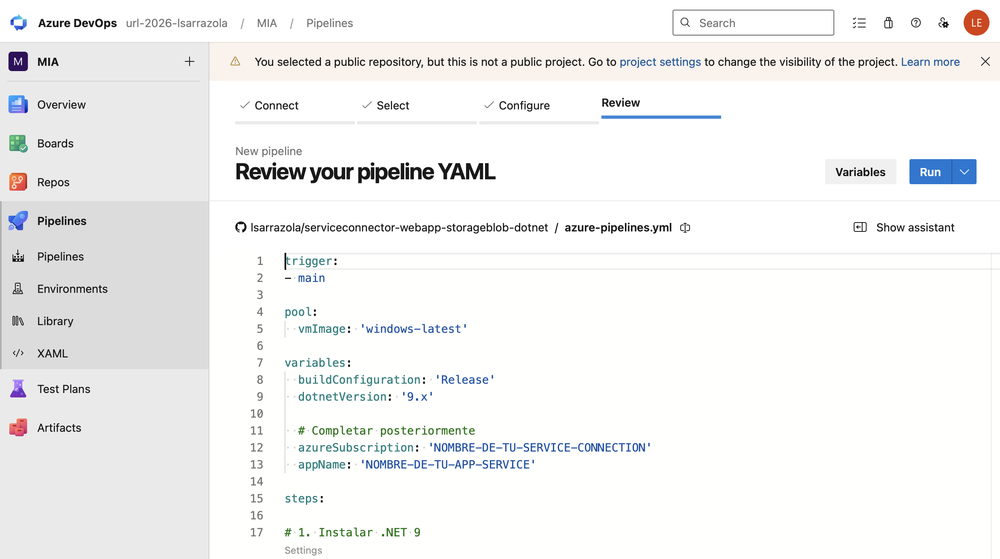 Azure DevOps url-2026-lsarrazola / MIA / Pipelines
Search
LE
M MIA
You selected a public repository, but this is not a public project. Go to project settings to change the visibility of the project. Learn more
Overview
Boards
Repos
Pipelines
Pipelines
Environments
Library
XAML
Test Plans
Artifacts
Connect
Select
Configure
Review
New pipeline
Review your pipeline YAML
Variables
Run
lsarrazola/serviceconnector-webapp-storageblob-dotnet / azure-pipelines.yml
Show assistant
1 trigger:
2 - main
3
4 pool:
5   vmImage: 'windows-latest'
6
7 variables:
8   buildConfiguration: 'Release'
9   dotnetVersion: '9.x'
10
11   # Completar posteriormente
12   azureSubscription: 'NOMBRE-DE-TU-SERVICE-CONNECTION'
13   appName: 'NOMBRE-DE-TU-APP-SERVICE'
14
15 steps:
16
17 # 1. Instalar .NET 9
Settings